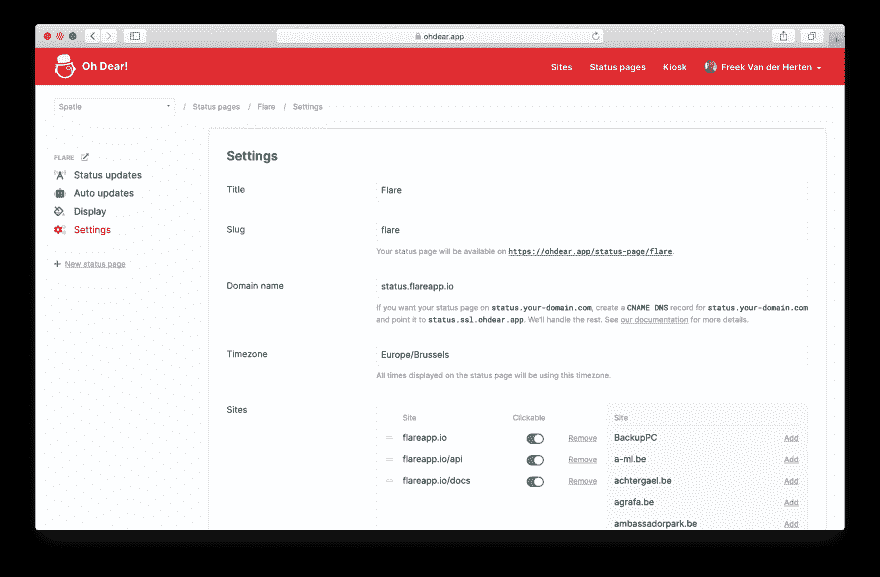 ohdear.app
Oh Dear!
Sites Status pages Kiosk Freek Van der Herten
Spatie / Status pages / Flare / Settings
FLARE
Status updates
Auto updates
Display
Settings
+ New status page
Settings
Title Flare
Slug flare
Your status page will be available on https://ohdear.app/status-page/flare.
Domain name status.flareapp.io
If you want your status page on status.your-domain.com, create a CNAME DNS record for status.your-domain.com
and point it to status.ssl.ohdear.app. We'll handle the rest. See our documentation for more details.
Timezone Europe/Brussels
All times displayed on the status page will be using this timezone.
Sites
Site Clickable Site
flareapp.io Remove BackupPC Add
flareapp.io/api Remove a-ml.be Add
flareapp.io/docs Remove achtergael.be Add
agrafa.be Add
ambassadorpark.be Add